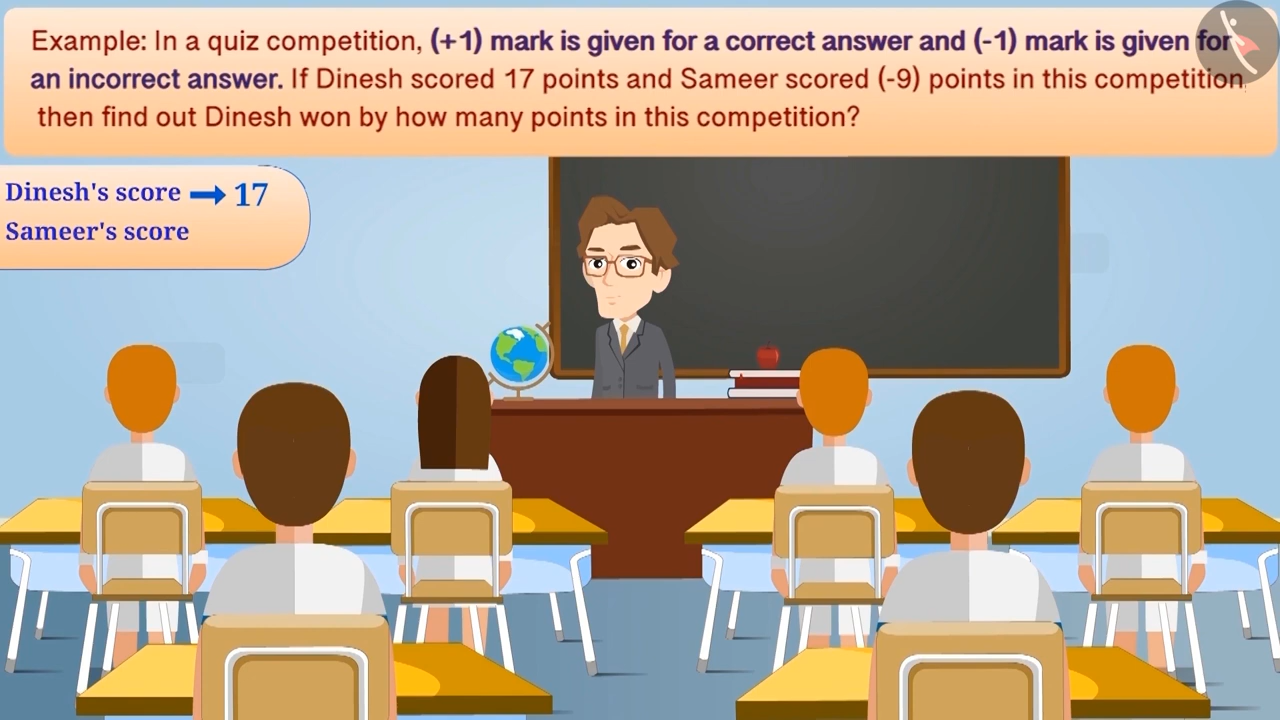 Example: In a quiz competition, (+1) mark is given for a correct answer and (-1) mark is given for
an incorrect answer. If Dinesh scored 17 points and Sameer scored (-9) points in this competition
then find out Dinesh won by how many points in this competition?
Dinesh's score → 17
Sameer's score